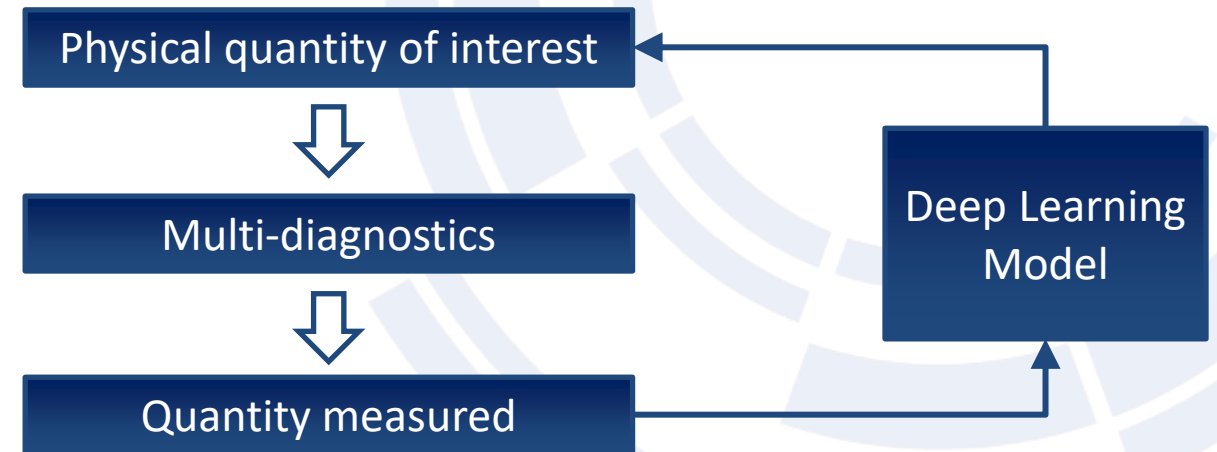 Physical quantity of interest
Multi-diagnostics
Quantity measured
Deep Learning
Model